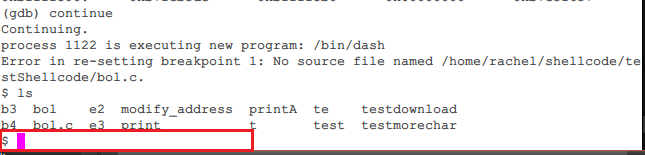 (gdb) continue
Continuing.
process 1122 is executing new program: /bin/dash
Error in re-setting breakpoint 1: No source file named /home/rachel/shellcode/te
stShellcode/bol.c.
$ ls
b3 bol e2 modify_address printA te testdownload
b4 bol.c e3 print t test testmorechar
$